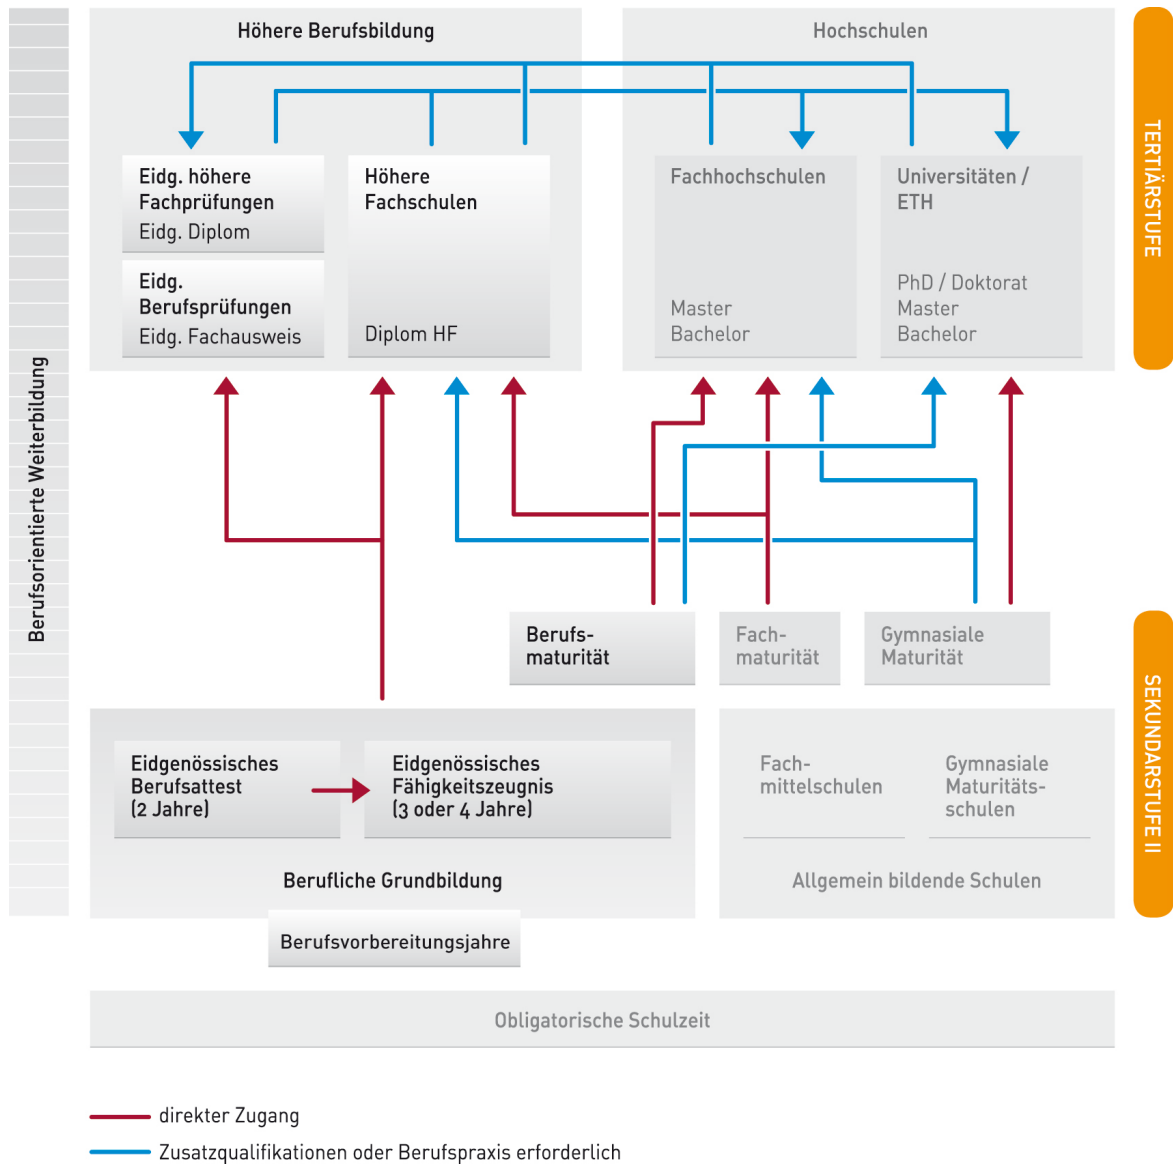 Höhere Berufsbildung
Hochschulen
Eidg. höhere
Fachprüfungen
Eidg. Diplom
Eidg.
Berufsprüfungen
Eidg. Fachausweis
Höhere
Fachschulen
Diplom HF
Fachhochschulen
Master
Bachelor
Universitäten /
ETH
PhD / Doktorat
Master
Bachelor
TERTIÄRSTUFE
Berufsorientierte Weiterbildung
Berufs-
maturität
Fach-
maturität
Gymnasiale
Maturität
SEKUNDARSTUFE II
Eidgenössisches
Berufsattest
(2 Jahre)
Eidgenössisches
Fähigkeitszeugnis
(3 oder 4 Jahre)
Berufliche Grundbildung
Fach-
mittelschulen
Gymnasiale
Maturitäts-
schulen
Allgemein bildende Schulen
Berufsvorbereitungsjahre
Obligatorische Schulzeit
direkter Zugang
Zusatzqualifikationen oder Berufspraxis erforderlich